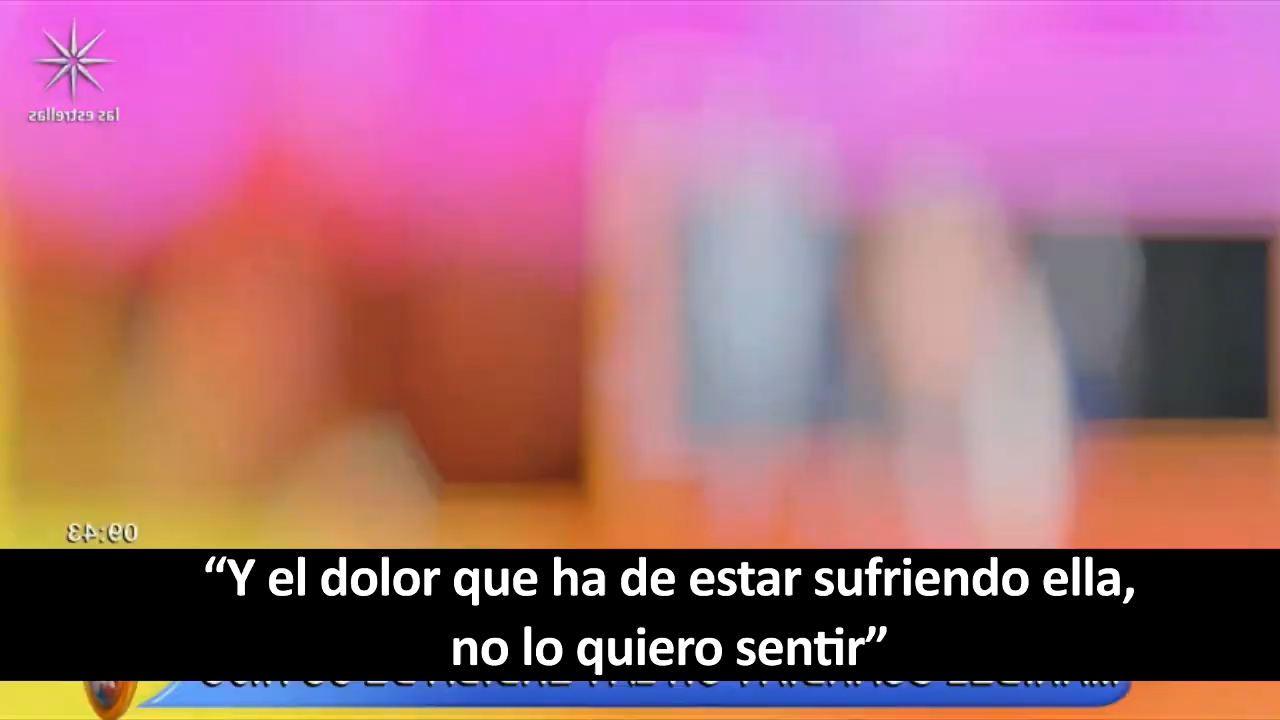 las estrellas
09:43
“Y el dolor que ha de estar sufriendo ella,
no lo quiero sentir”